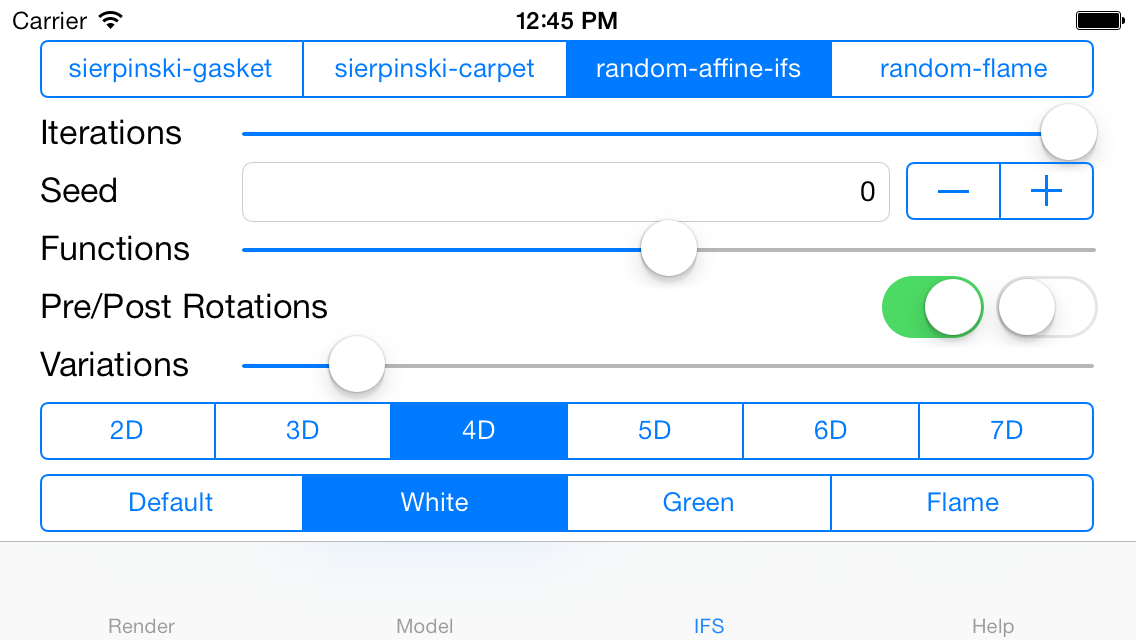 Carrier 12:45 PM
sierpinski-gasket sierpinski-carpet random-affine-ifs random-flame
Iterations
Seed 0
Functions
Pre/Post Rotations
Variations
2D 3D 4D 5D 6D 7D
Default White Green Flame
Render Model IFS Help